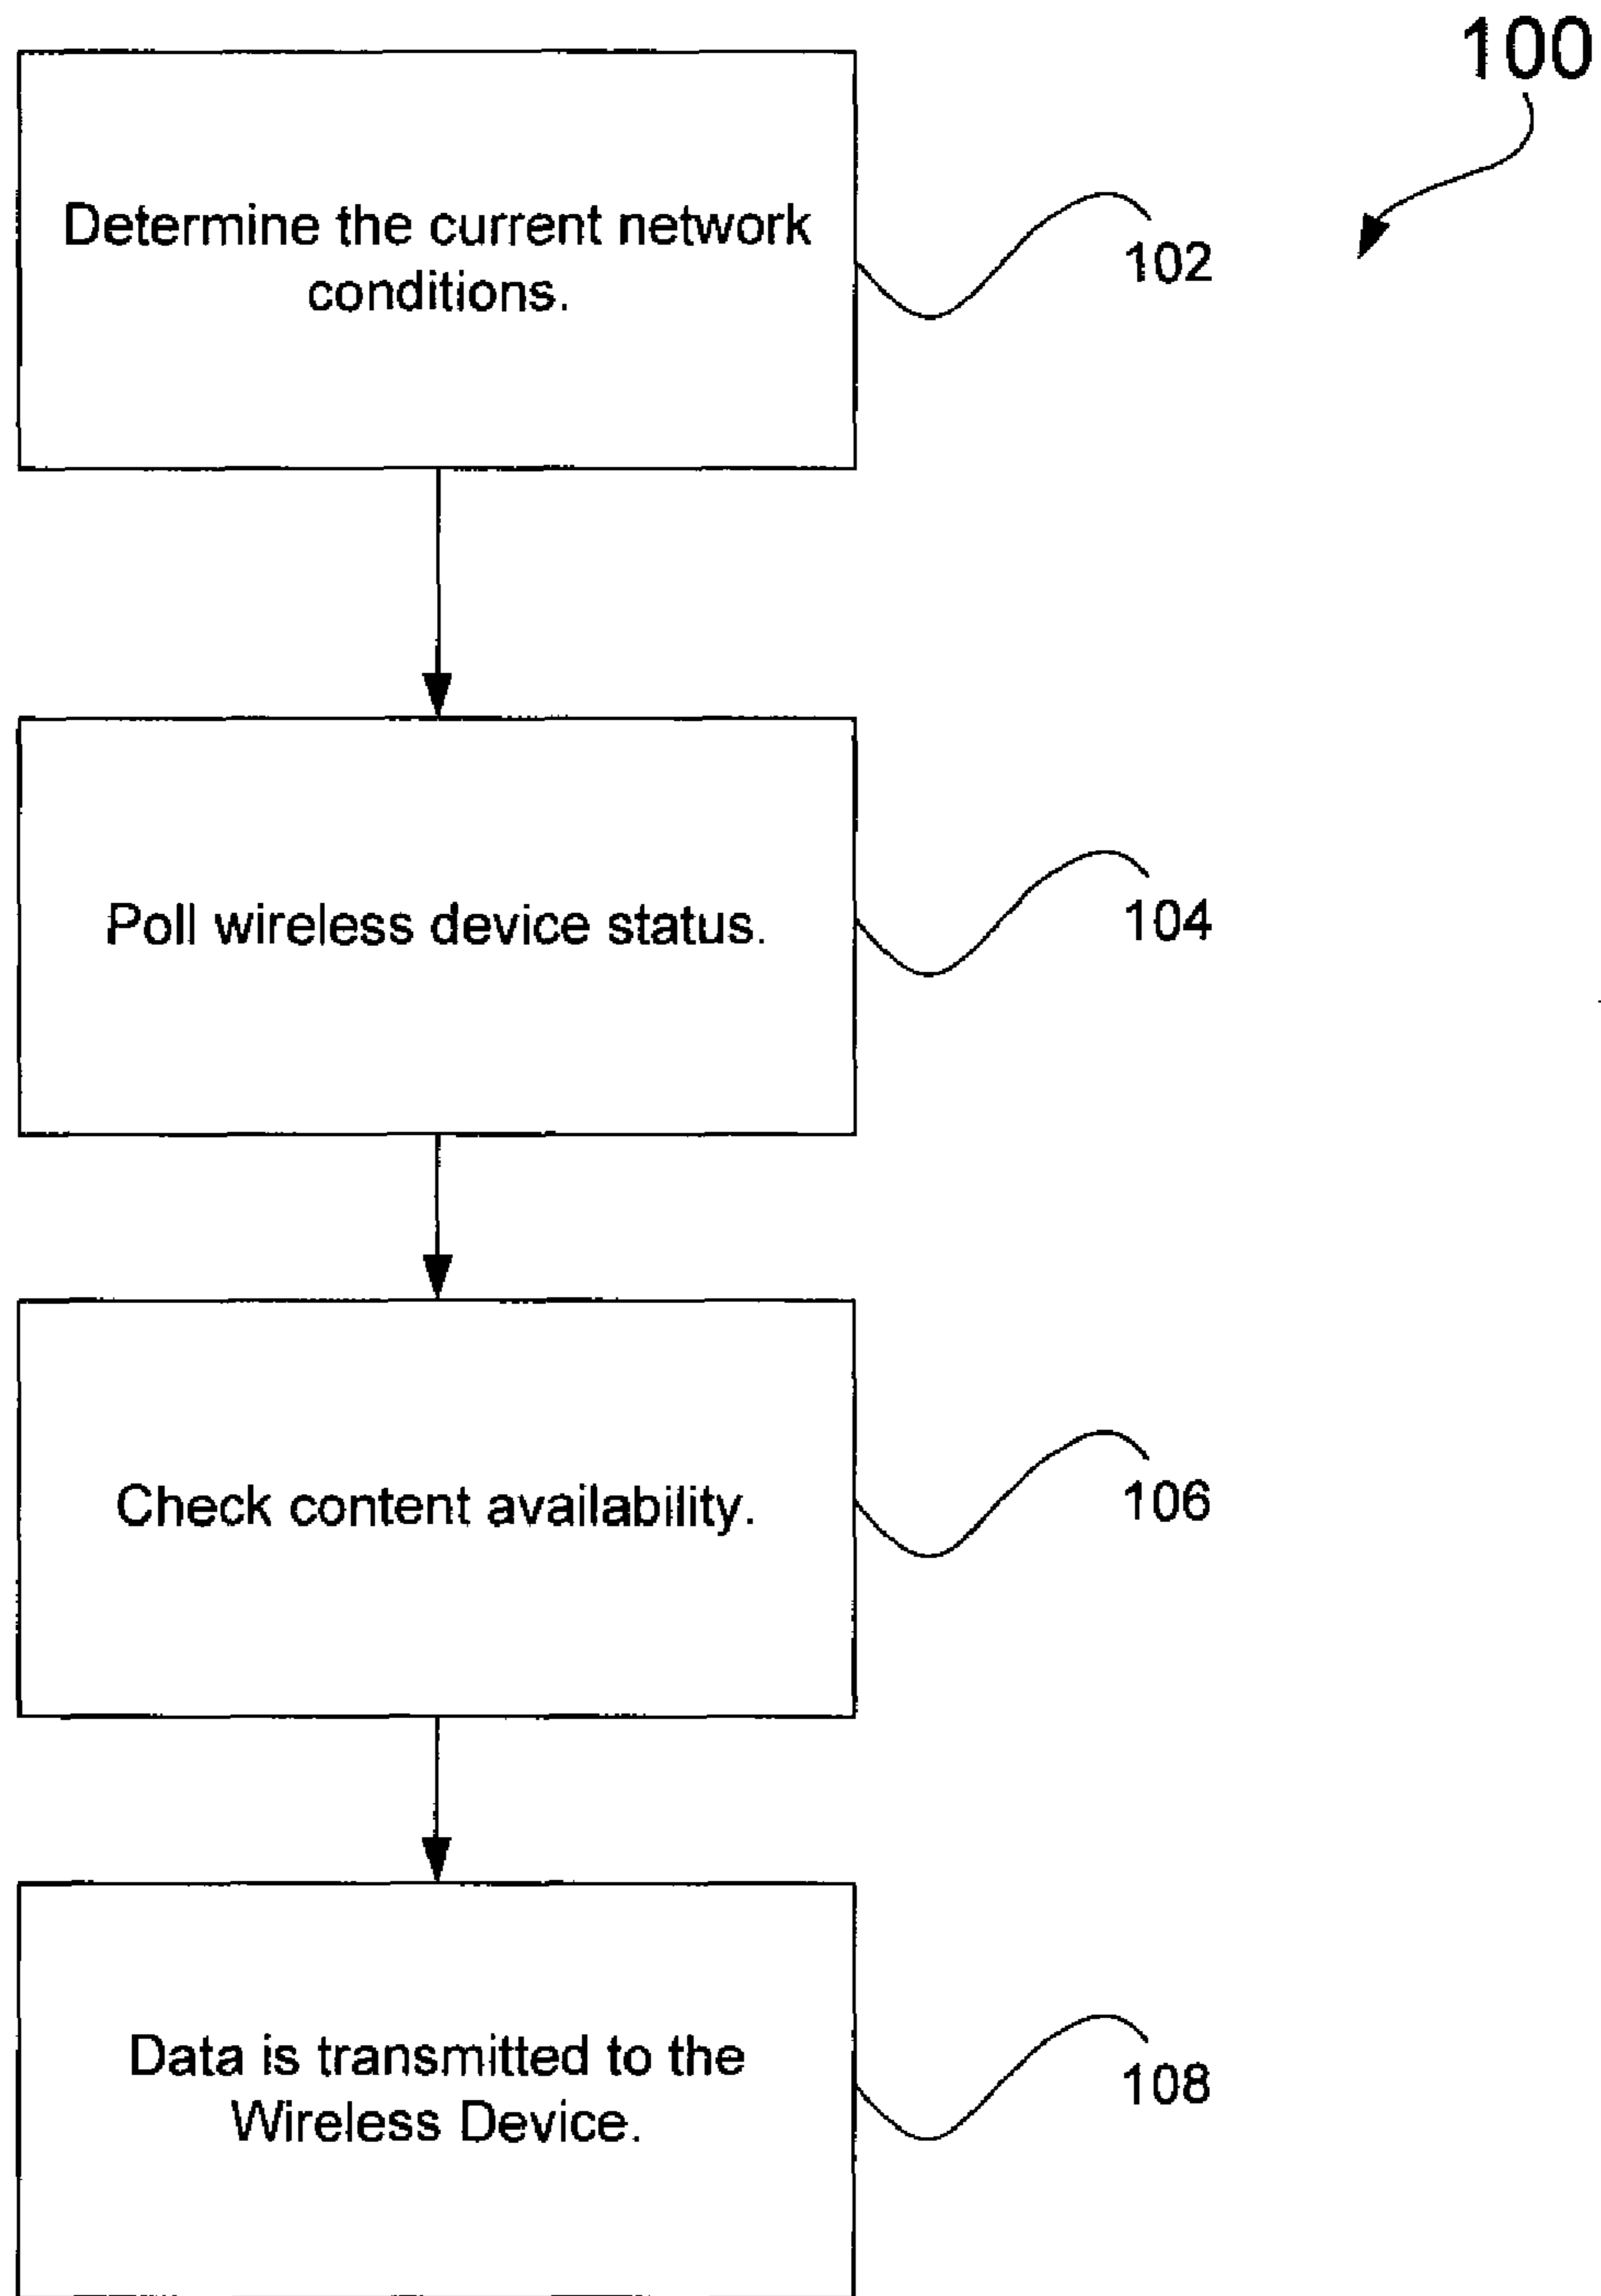 100
Determine the current network
conditions.
102
Poll wireless device status.
104
Check content availability.
106
Data is transmitted to the
Wireless Device.
108